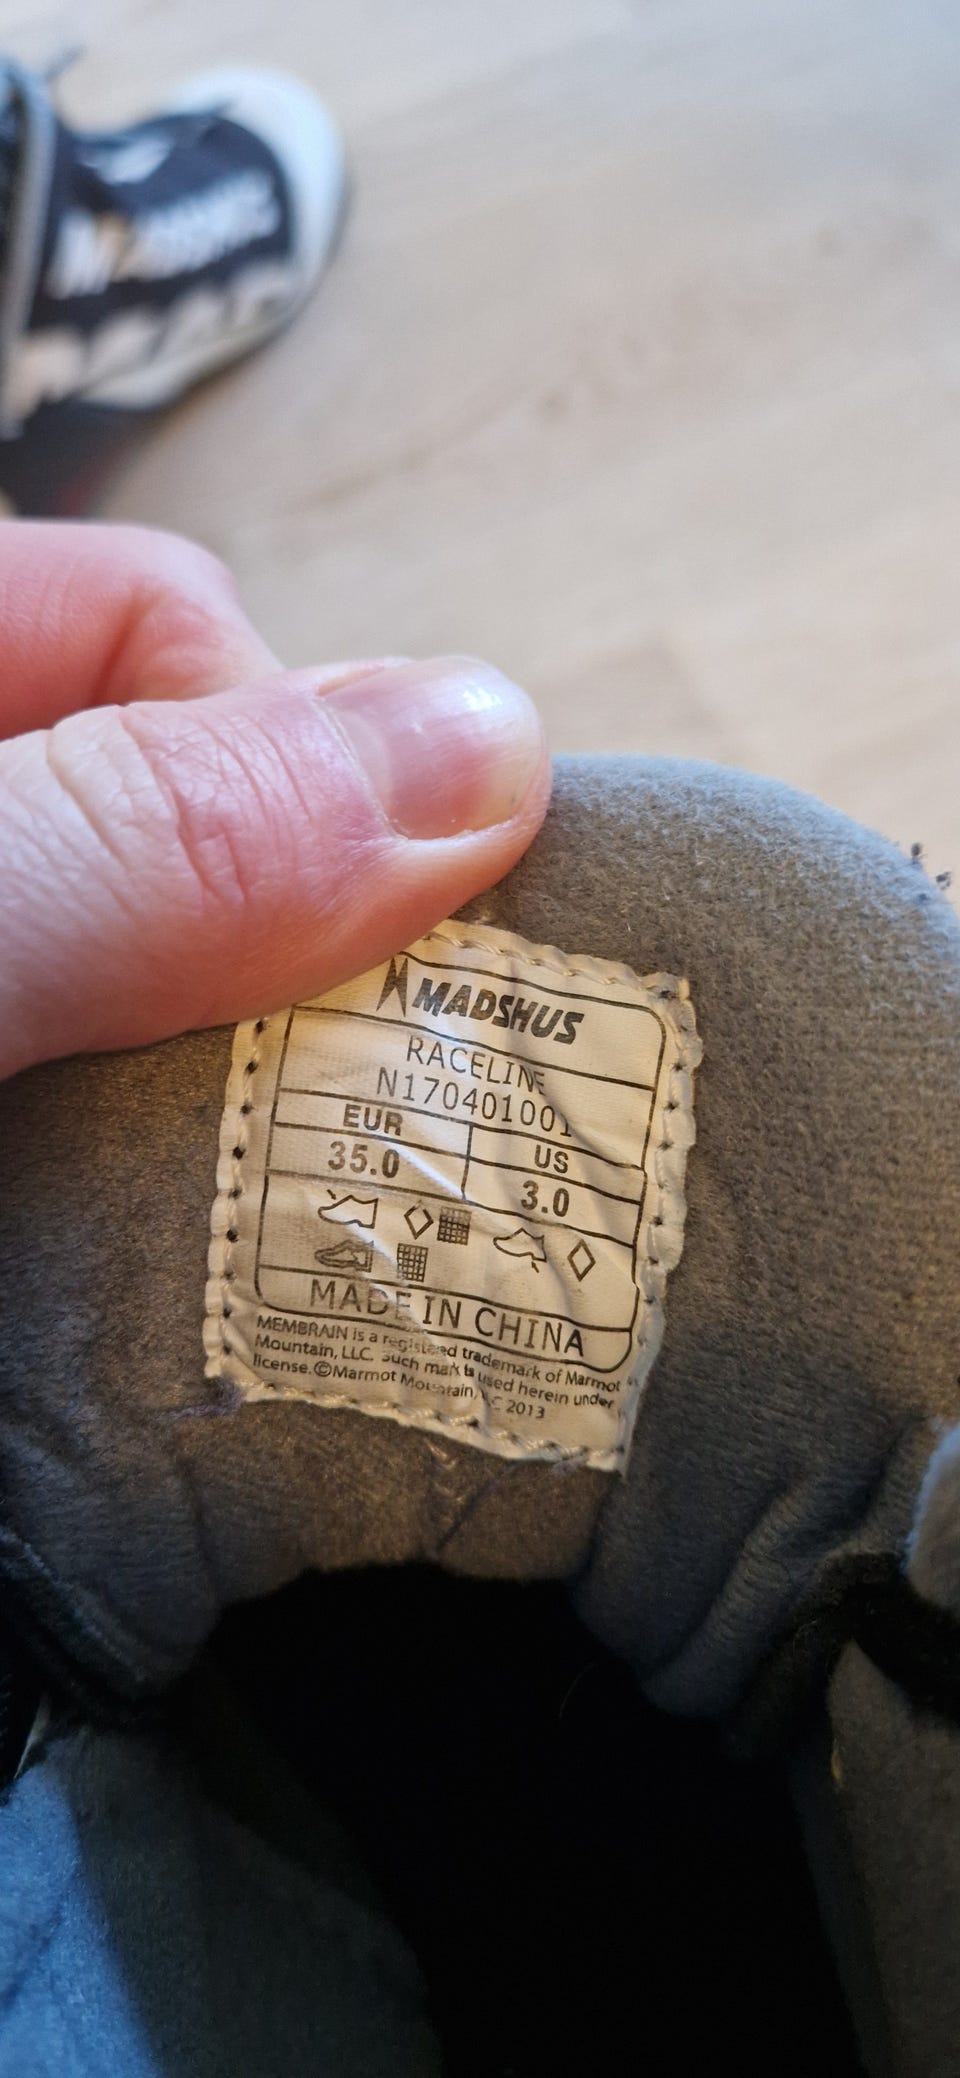 MADSHUS
RACELINE
N170401001
EUR
US
35.0
3.0
MADE IN CHINA
MEMBRAIN is a registered trademark of Marmot
Mountain, LLC. Such mark is used herein under
license.©Marmot Mountain, LLC 2013